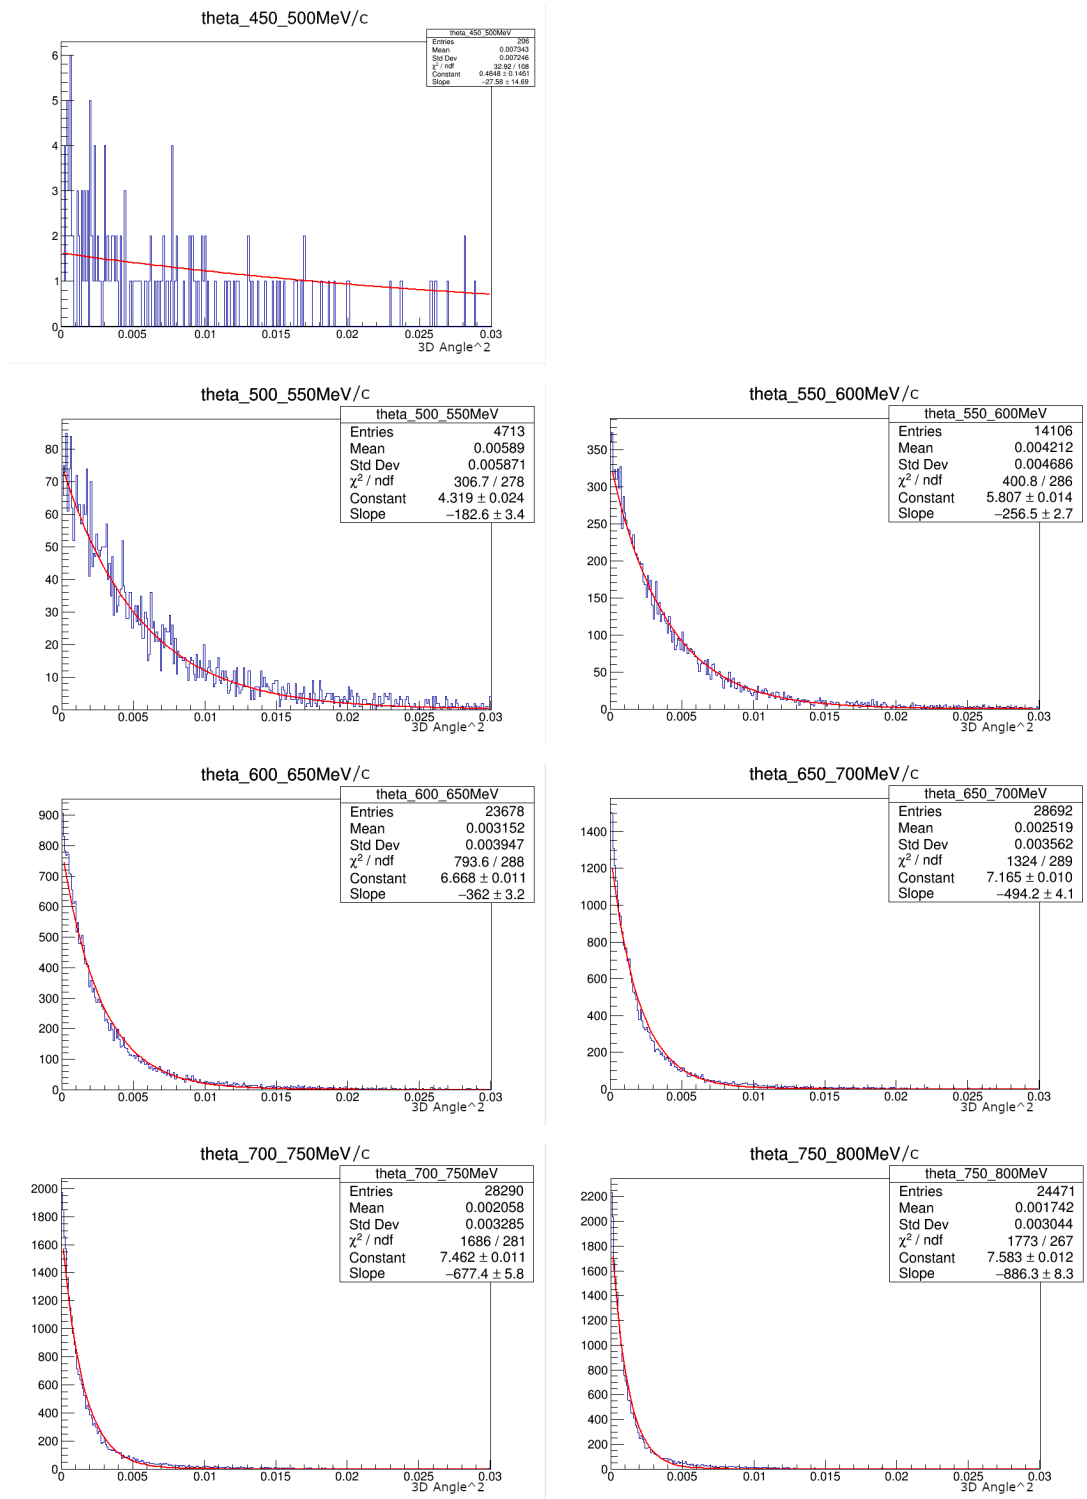 theta_450_500MeV/c
theta_450_500MeV
Entries 206
Mean 0.007343
Std Dev 0.007246
χ² / ndf 32.92 / 108
Constant 0.4848 ± 0.1461
Slope −27.58 ± 14.69
6
5
4
3
2
1
0
0 0.005 0.01 0.015 0.02 0.025 0.03
3D Angle^2
theta_500_550MeV/c
theta_500_550MeV
Entries 4713
Mean 0.00589
Std Dev 0.005871
χ² / ndf 306.7 / 278
Constant 4.319 ± 0.024
Slope −182.6 ± 3.4
80
70
60
50
40
30
20
10
0
0 0.005 0.01 0.015 0.02 0.025 0.03
3D Angle^2
theta_550_600MeV/c
theta_550_600MeV
Entries 14106
Mean 0.004212
Std Dev 0.004686
χ² / ndf 400.8 / 286
Constant 5.807 ± 0.014
Slope −256.5 ± 2.7
350
300
250
200
150
100
50
0
0 0.005 0.01 0.015 0.02 0.025 0.03
3D Angle^2
theta_600_650MeV/c
theta_600_650MeV
Entries 23678
Mean 0.003152
Std Dev 0.003947
χ² / ndf 793.6 / 288
Constant 6.668 ± 0.011
Slope −362 ± 3.2
900
800
700
600
500
400
300
200
100
0
0 0.005 0.01 0.015 0.02 0.025 0.03
3D Angle^2
theta_650_700MeV/c
theta_650_700MeV
Entries 28692
Mean 0.002519
Std Dev 0.003562
χ² / ndf 1324 / 289
Constant 7.165 ± 0.010
Slope −494.2 ± 4.1
1400
1200
1000
800
600
400
200
0
0 0.005 0.01 0.015 0.02 0.025 0.03
3D Angle^2
theta_700_750MeV/c
theta_700_750MeV
Entries 28290
Mean 0.002058
Std Dev 0.003285
χ² / ndf 1686 / 281
Constant 7.462 ± 0.011
Slope −677.4 ± 5.8
2000
1800
1600
1400
1200
1000
800
600
400
200
0
0 0.005 0.01 0.015 0.02 0.025 0.03
3D Angle^2
theta_750_800MeV/c
theta_750_800MeV
Entries 24471
Mean 0.001742
Std Dev 0.003044
χ² / ndf 1773 / 267
Constant 7.583 ± 0.012
Slope −886.3 ± 8.3
2200
2000
1800
1600
1400
1200
1000
800
600
400
200
0
0 0.005 0.01 0.015 0.02 0.025 0.03
3D Angle^2